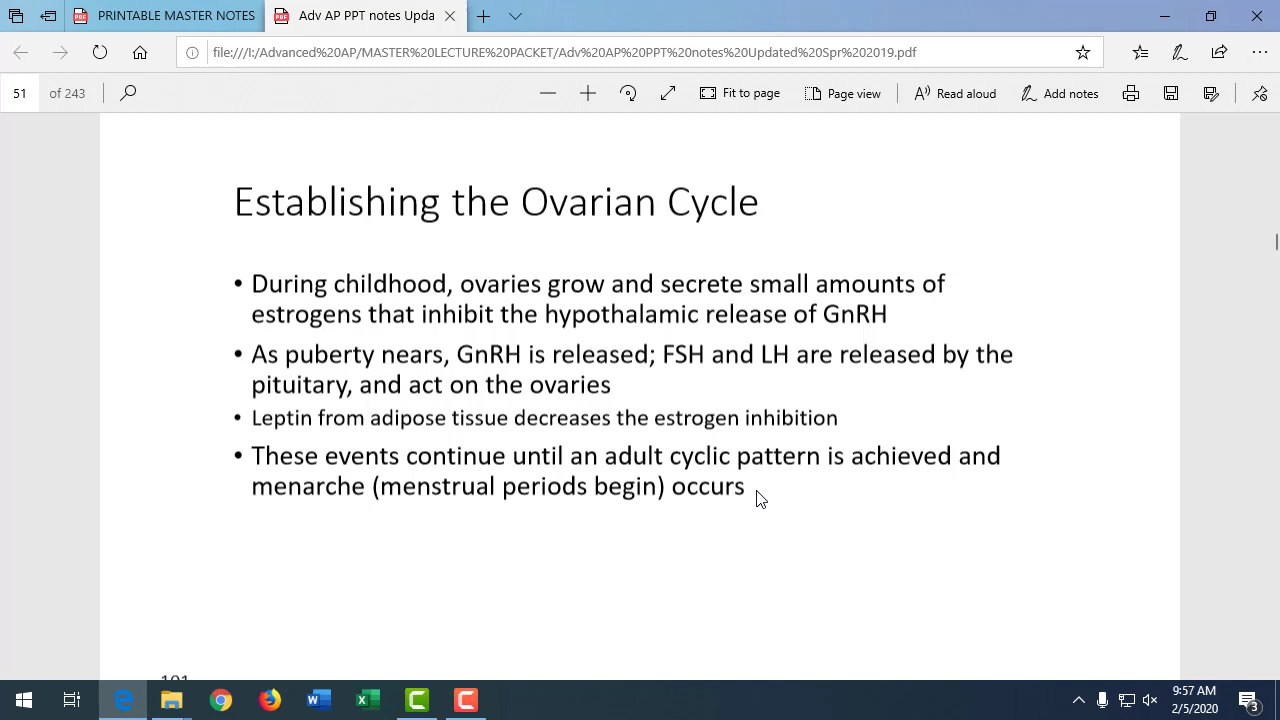 PRINTABLE MASTER NOTES
Adv AP PPT notes Upda
file:///I:/Advanced%20AP/MASTER%20LECTURE%20PACKET/Adv%20AP%20PPT%20notes%20Updated%20Spr%202019.pdf
51 of 243
Fit to page
Page view
Read aloud
Add notes
Establishing the Ovarian Cycle
• During childhood, ovaries grow and secrete small amounts of
estrogens that inhibit the hypothalamic release of GnRH
• As puberty nears, GnRH is released; FSH and LH are released by the
pituitary, and act on the ovaries
• Leptin from adipose tissue decreases the estrogen inhibition
• These events continue until an adult cyclic pattern is achieved and
menarche (menstrual periods begin) occurs
101
9:57 AM
2/5/2020
3